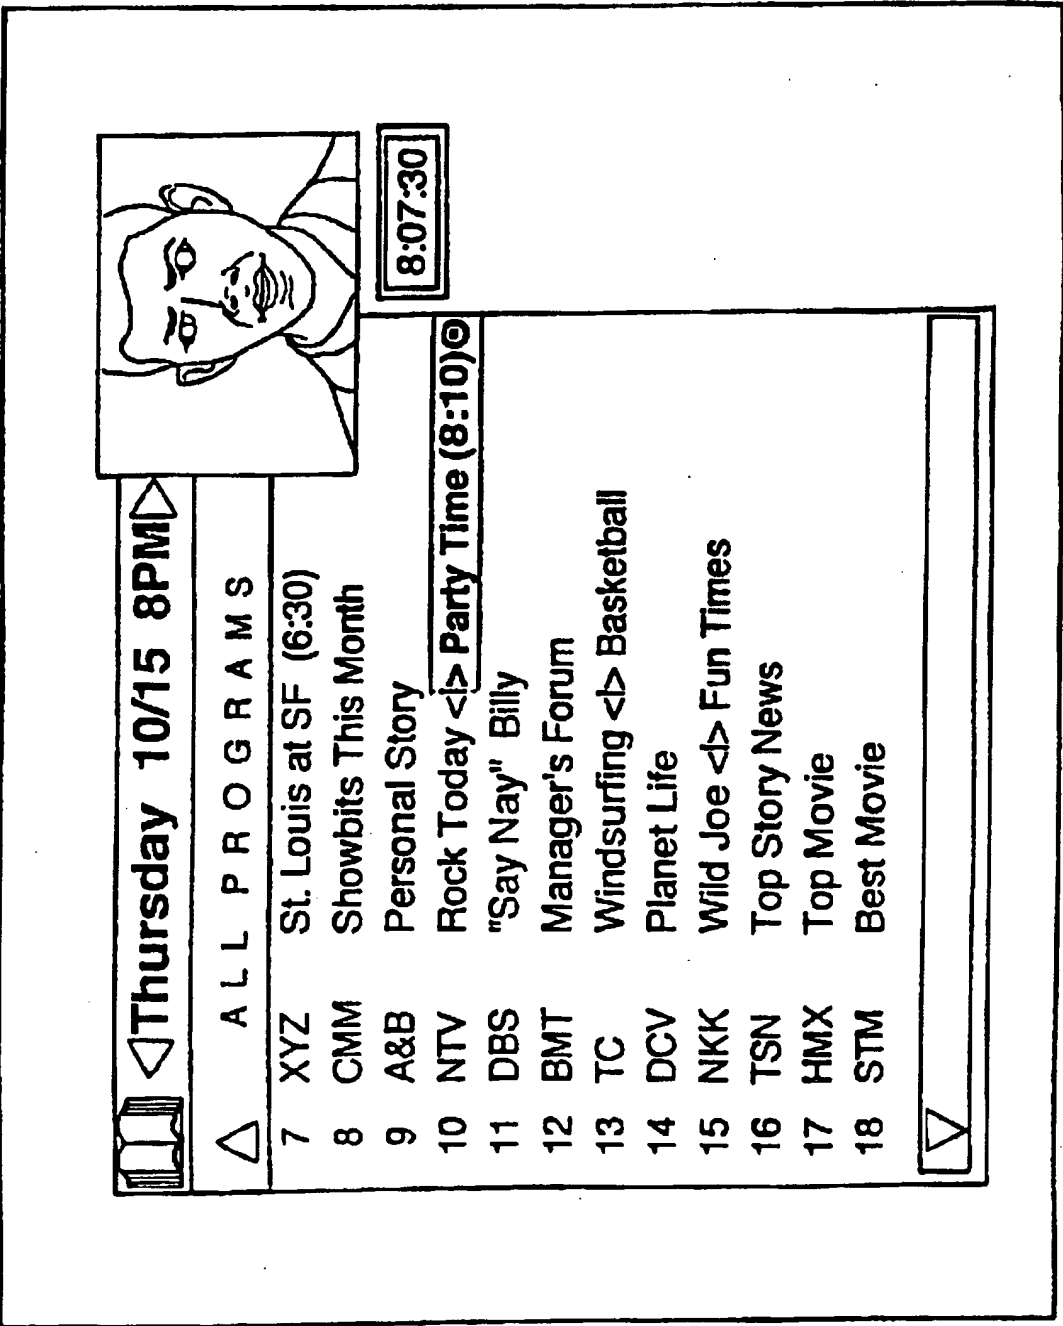 Thursday 10/15 8PM
ALL PROGRAMS
8:07:30
7 XYZ St. Louis at SF (6:30)
8 CMM Showbits This Month
9 A&B Personal Story
10 NTV Rock Today <|> Party Time (8:10)
11 DBS "Say Nay" Billy
12 BMT Manager's Forum
13 TC Windsurfing <|> Basketball
14 DCV Planet Life
15 NKK Wild Joe <|> Fun Times
16 TSN Top Story News
17 HMX Top Movie
18 STM Best Movie